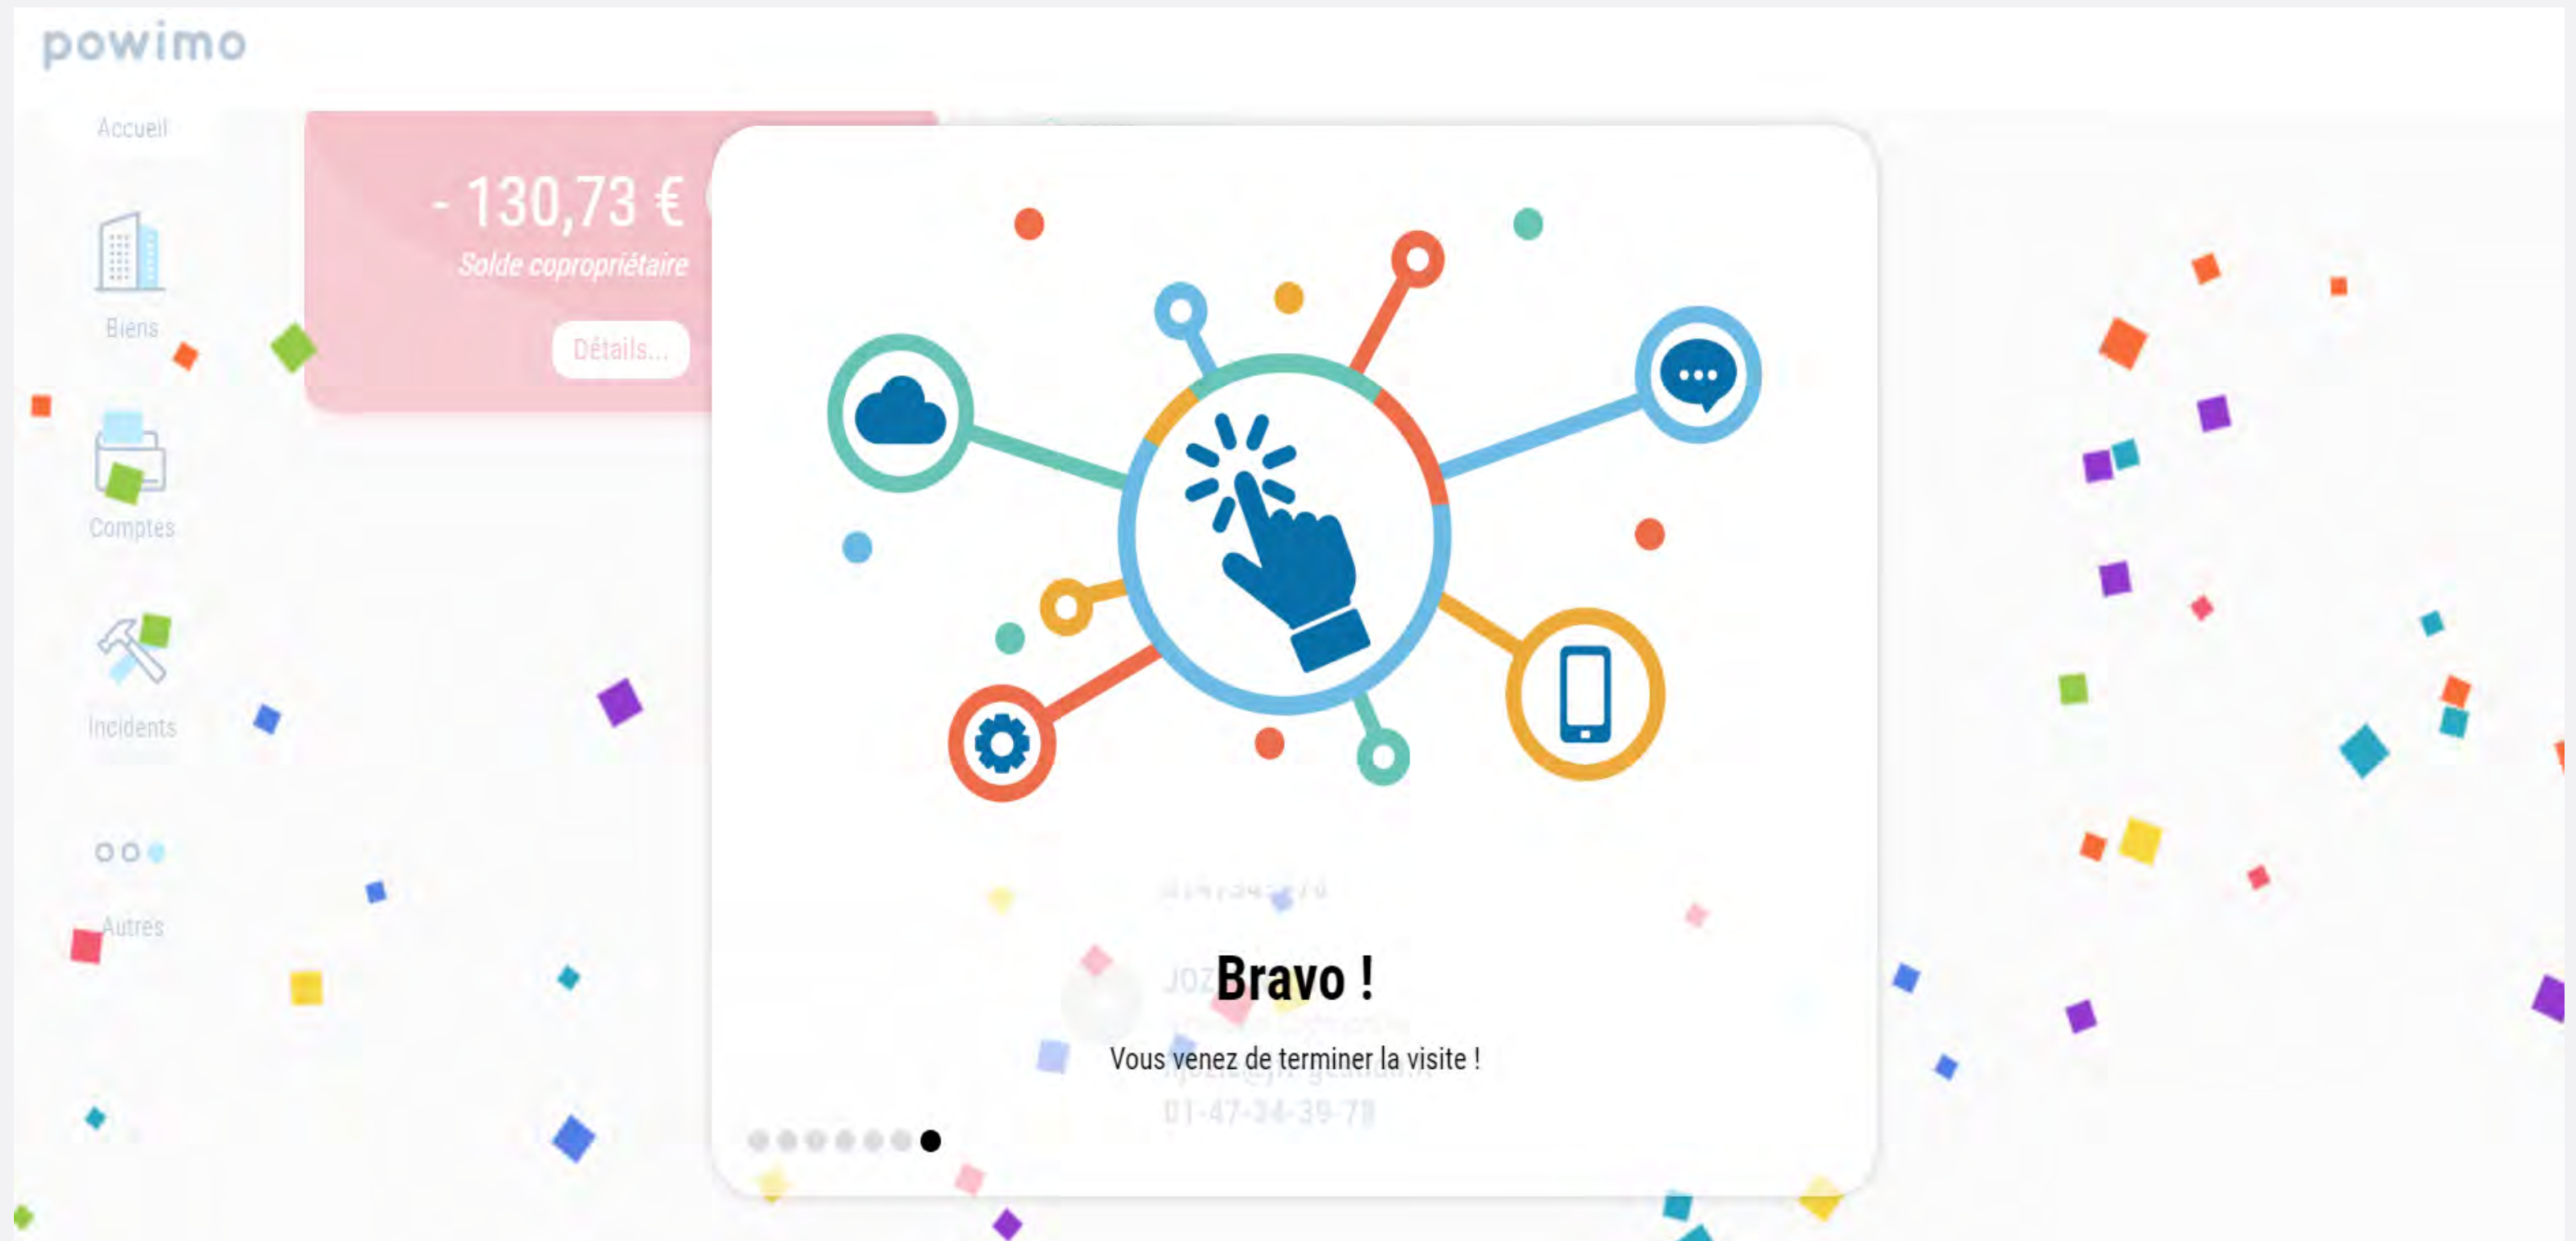 powimo
Accueil
- 130,73 €
Solde copropriétaire
Biens
Détails...
Comptes
Incidents
Autres
Bravo !
Vous venez de terminer la visite !
01-47-34-39-78